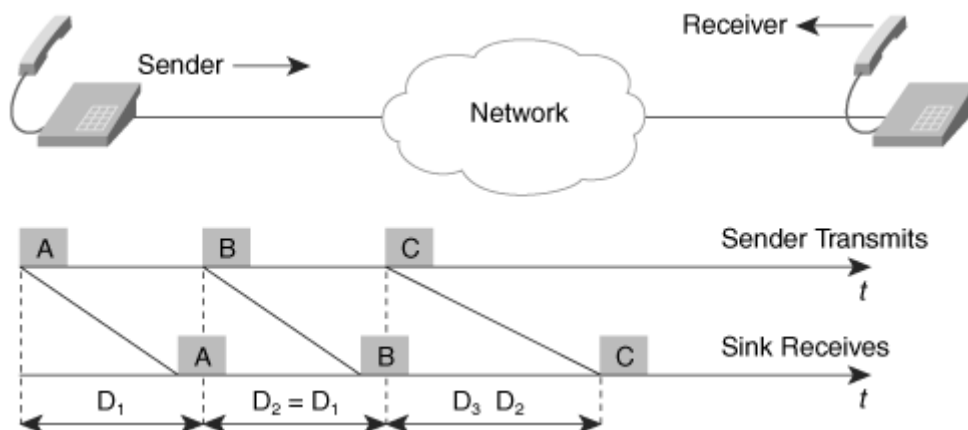 Receiver
Sender
Network
A B C
Sender Transmits
t
A B C
Sink Receives
t
D₁ D₂ = D₁ D₃ D₂